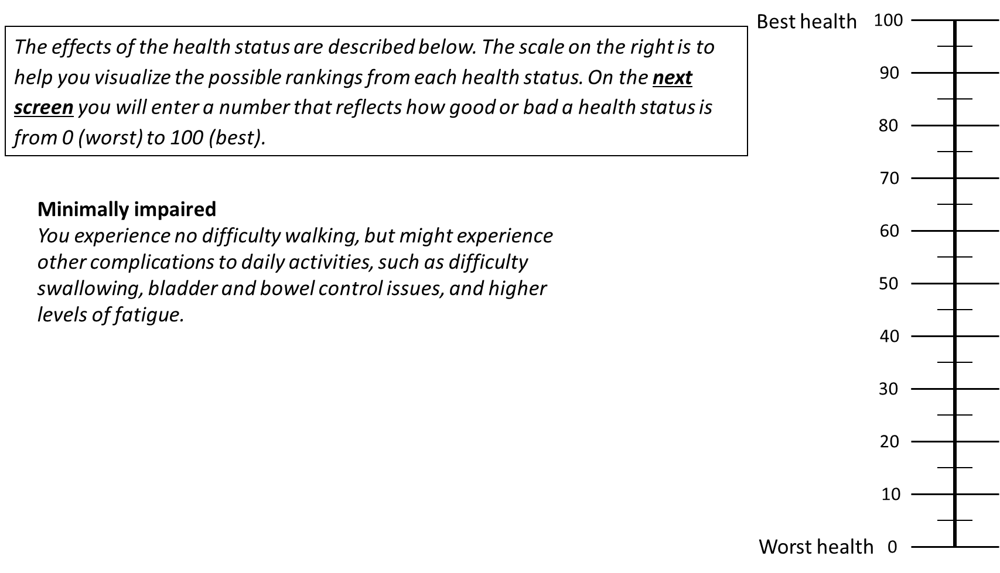 The effects of the health status are described below. The scale on the right is to
help you visualize the possible rankings from each health status. On the next
screen you will enter a number that reflects how good or bad a health status is
from 0 (worst) to 100 (best).
Minimally impaired
You experience no difficulty walking, but might experience
other complications to daily activities, such as difficulty
swallowing, bladder and bowel control issues, and higher
levels of fatigue.
Best health 100
90
80
70
60
50
40
30
20
10
Worst health 0